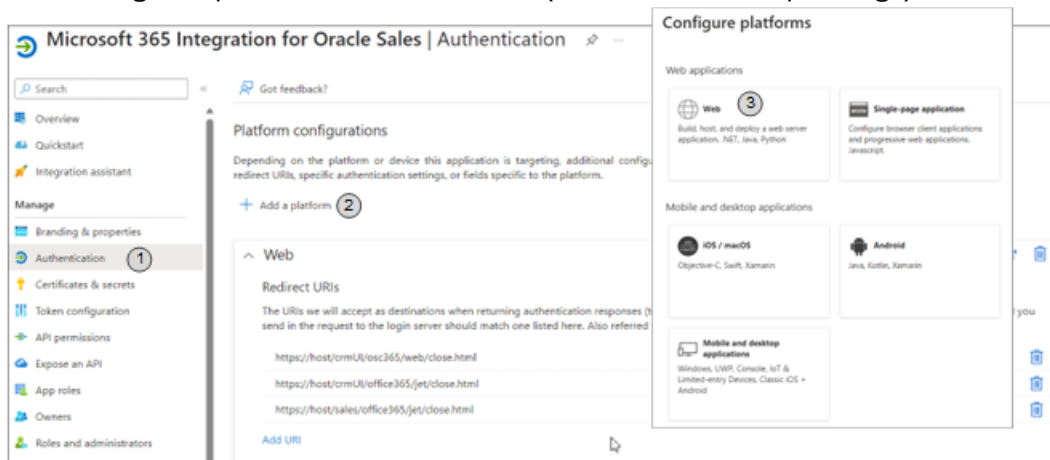 Microsoft 365 Integration for Oracle Sales | Authentication
Search
Overview
Quickstart
Integration assistant
Manage
Branding & properties
Authentication 1
Certificates & secrets
Token configuration
API permissions
Expose an API
App roles
Owners
Roles and administrators
Got feedback?
Platform configurations
Depending on the platform or device this application is targeting, additional
redirect URIs, specific authentication settings, or fields specific to the platform.
+ Add a platform 2
Web
Redirect URIs
The URIs we will accept as destinations when returning authentication responses
send in the request to the login server should match one listed here. Also referred
you
https://host/crmUI/osc365/web/close.html
https://host/crmUI/office365/jet/close.html
https://host/sales/office365/jet/close.html
Add URI
Configure platforms
Web applications
Web 3
Build, host, and deploy a web server
application. .NET, Java, Python
Single-page application
Configure browser client applications
and progressive web applications.
Javascript.
Mobile and desktop applications
iOS / macOS
Objective-C, Swift, Xamarin
Android
Java, Kotlin, Xamarin
Mobile and desktop
applications
Windows, UWP, Console, IoT &
Limited-entry Devices, Classic iOS +
Android